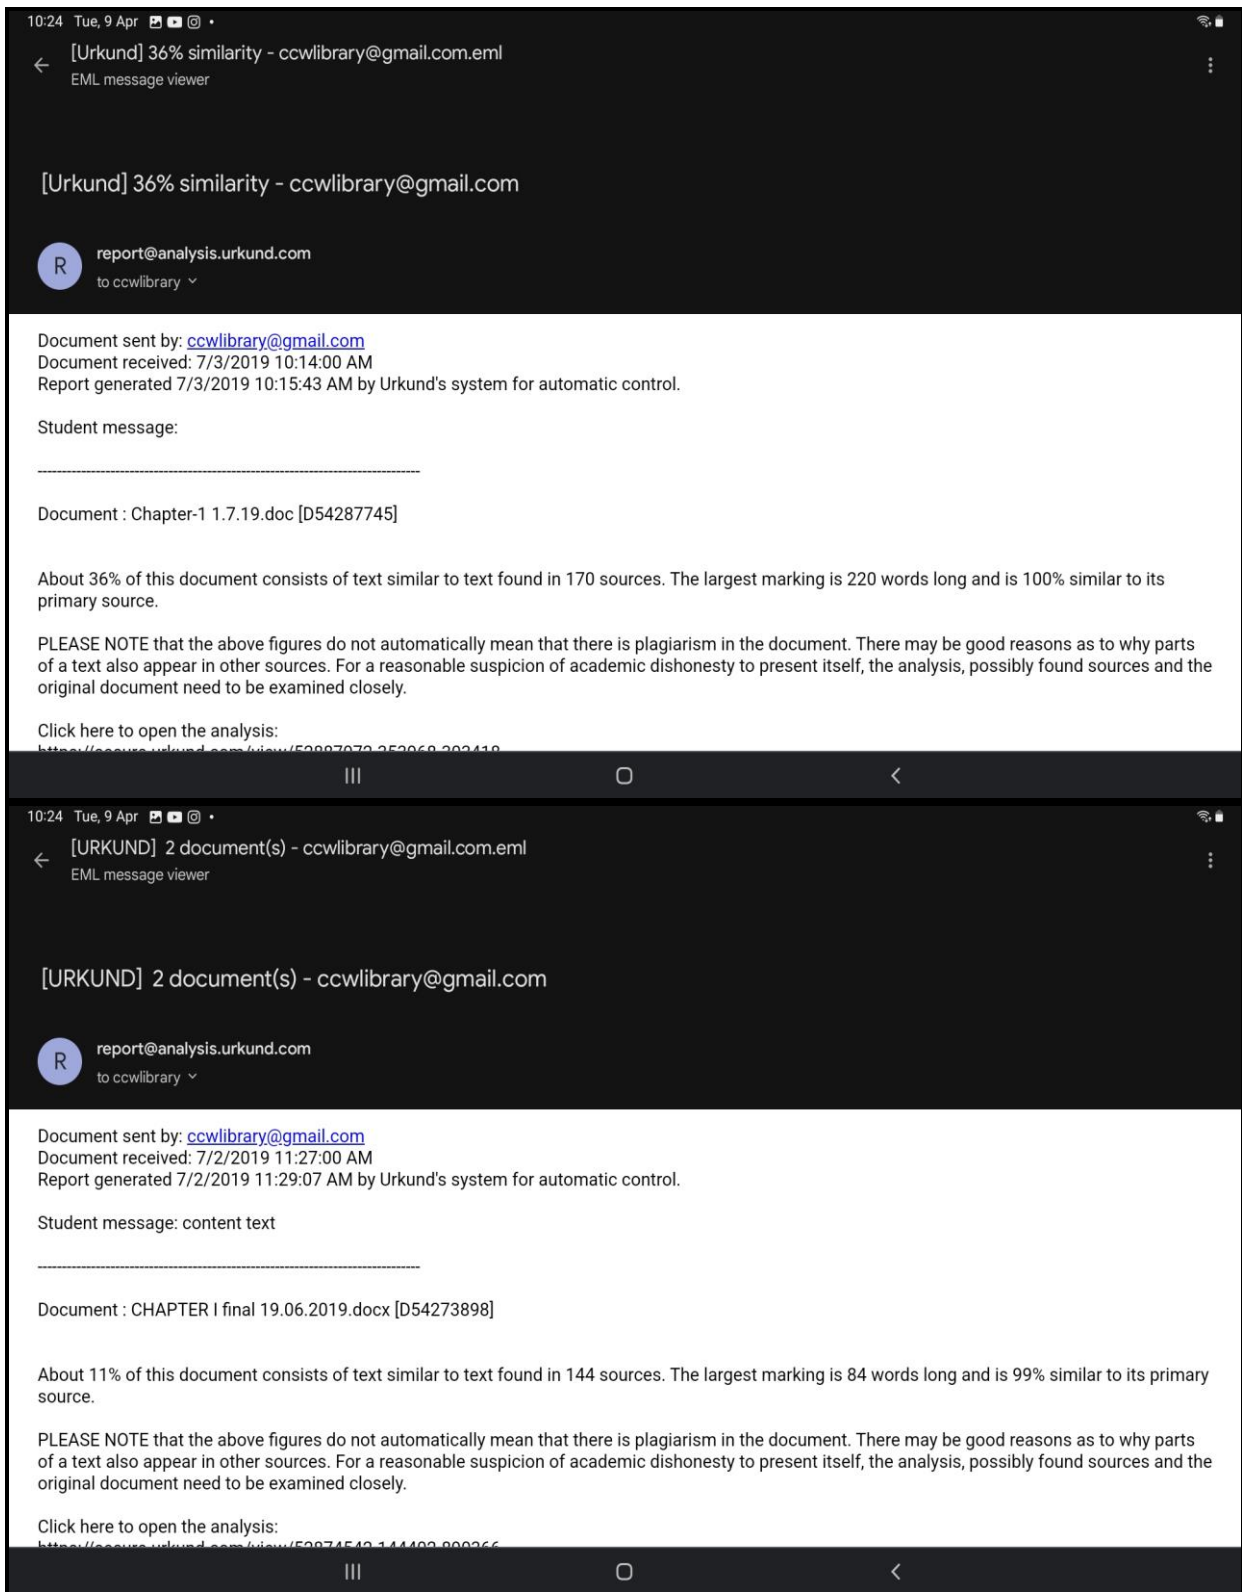 10:24 Tue, 9 Apr
[Urkund] 36% similarity - ccwlibrary@gmail.com.eml
EML message viewer
[Urkund] 36% similarity - ccwlibrary@gmail.com
R
report@analysis.urkund.com
to ccwlibrary
Document sent by: ccwlibrary@gmail.com
Document received: 7/3/2019 10:14:00 AM
Report generated 7/3/2019 10:15:43 AM by Urkund's system for automatic control.
Student message:
--------------------------------------------------------------------------------
Document : Chapter-1 1.7.19.doc [D54287745]
About 36% of this document consists of text similar to text found in 170 sources. The largest marking is 220 words long and is 100% similar to its
primary source.
PLEASE NOTE that the above figures do not automatically mean that there is plagiarism in the document. There may be good reasons as to why parts
of a text also appear in other sources. For a reasonable suspicion of academic dishonesty to present itself, the analysis, possibly found sources and the
original document need to be examined closely.
Click here to open the analysis:
10:24 Tue, 9 Apr
[URKUND] 2 document(s) - ccwlibrary@gmail.com.eml
EML message viewer
[URKUND] 2 document(s) - ccwlibrary@gmail.com
R
report@analysis.urkund.com
to ccwlibrary
Document sent by: ccwlibrary@gmail.com
Document received: 7/2/2019 11:27:00 AM
Report generated 7/2/2019 11:29:07 AM by Urkund's system for automatic control.
Student message: content text
--------------------------------------------------------------------------------
Document : CHAPTER I final 19.06.2019.docx [D54273898]
About 11% of this document consists of text similar to text found in 144 sources. The largest marking is 84 words long and is 99% similar to its primary
source.
PLEASE NOTE that the above figures do not automatically mean that there is plagiarism in the document. There may be good reasons as to why parts
of a text also appear in other sources. For a reasonable suspicion of academic dishonesty to present itself, the analysis, possibly found sources and the
original document need to be examined closely.
Click here to open the analysis: